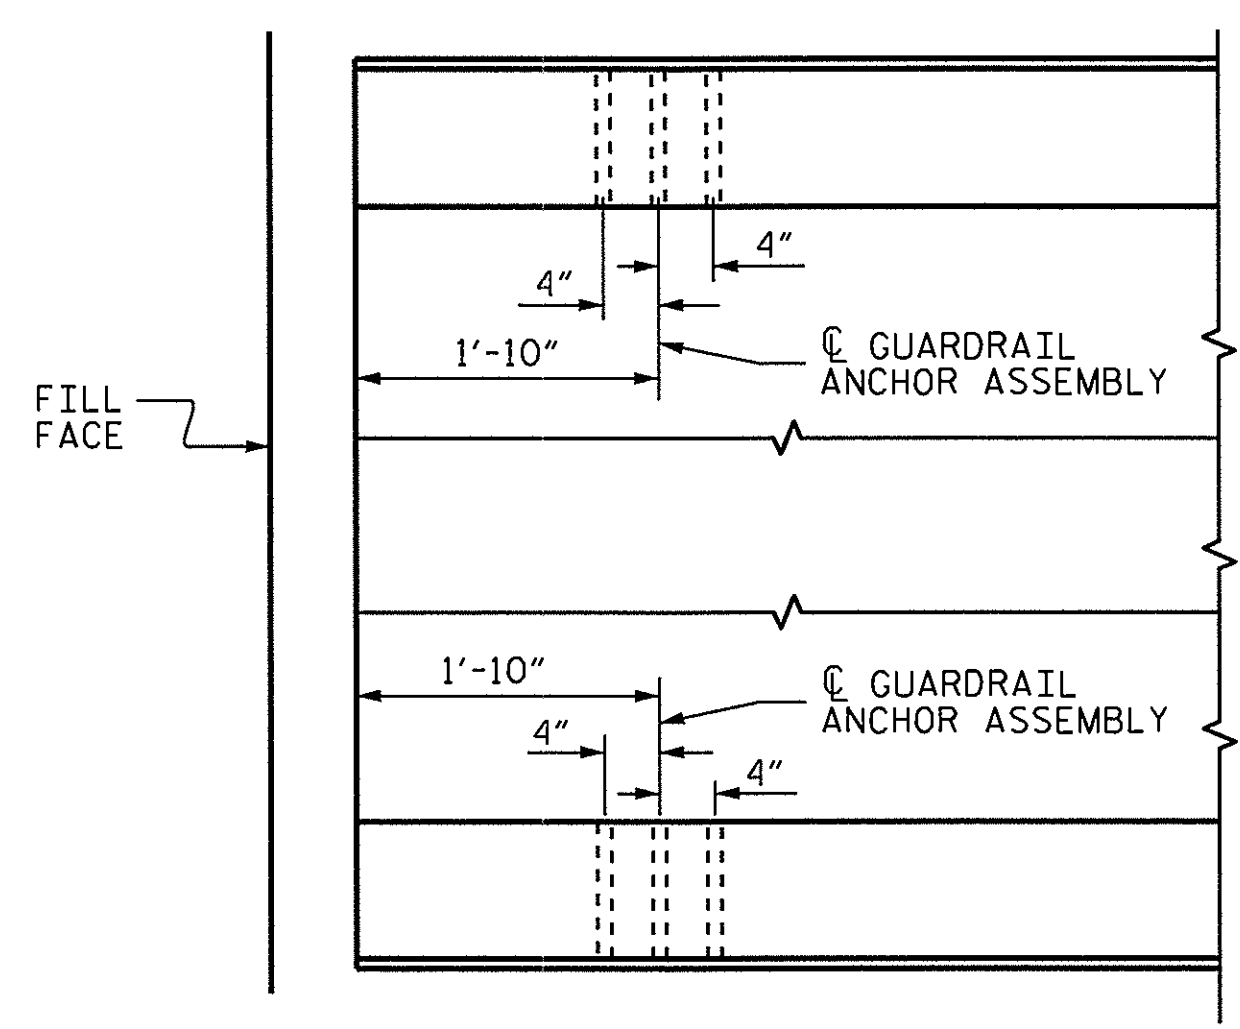 4"
4"
1'-10"
℄ GUARDRAIL
ANCHOR ASSEMBLY
FILL
FACE
1'-10"
℄ GUARDRAIL
ANCHOR ASSEMBLY
4"
4"